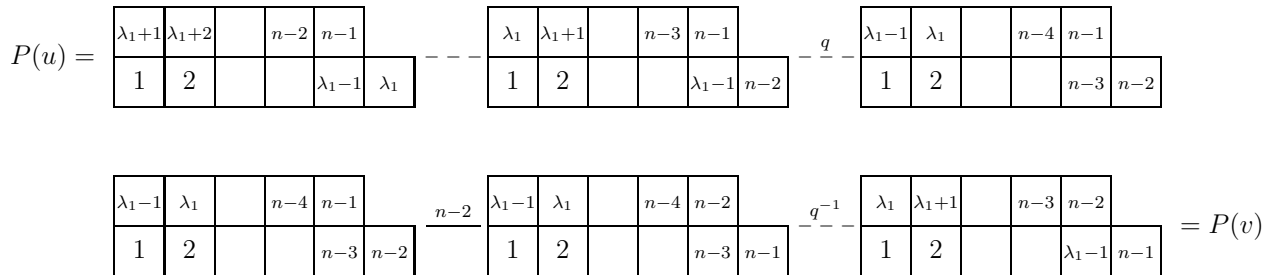 P(u) = λ₁+1 λ₁+2 n−2 n−1 λ₁ λ₁+1 n−3 n−1 q λ₁−1 λ₁ n−4 n−1
1 2 λ₁−1 λ₁ 1 2 λ₁−1 n−2 1 2 n−3 n−2
λ₁−1 λ₁ n−4 n−1 n−2 λ₁−1 λ₁ n−4 n−2 q⁻¹ λ₁ λ₁+1 n−3 n−2 = P(v)
1 2 n−3 n−2 1 2 n−3 n−1 1 2 λ₁−1 n−1